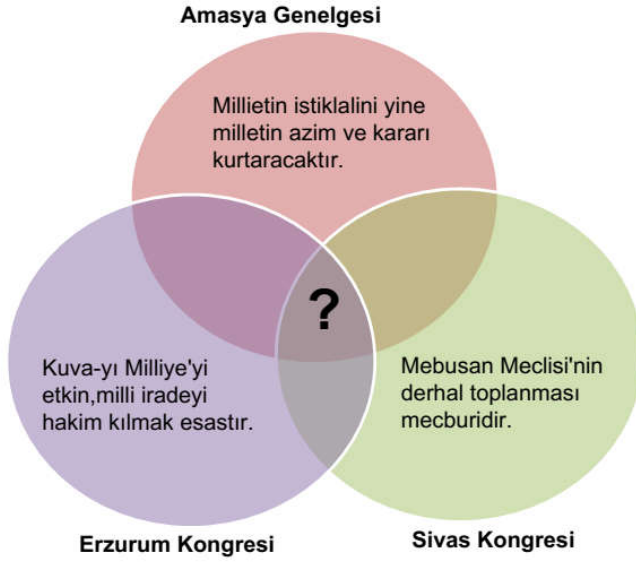 Amasya Genelgesi
Millietin istiklalini yine
milletin azim ve kararı
kurtaracaktır.
?
Kuva-yı Milliye'yi
etkin,milli iradeyi
hakim kılmak esastır.
Mebusan Meclisi'nin
derhal toplanması
mecburidir.
Erzurum Kongresi
Sivas Kongresi